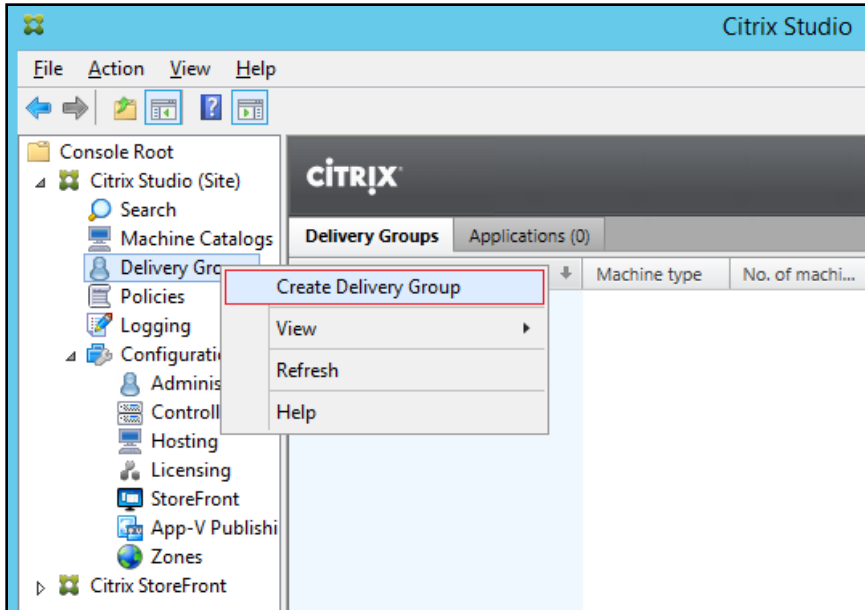 Citrix Studio
File Action View Help
Console Root
Citrix Studio (Site)
Search
Machine Catalogs
Delivery Gro
Policies
Logging
Configurati
Adminis
Controll
Hosting
Licensing
StoreFront
App-V Publishi
Zones
Citrix StoreFront
CİTRIX
Delivery Groups Applications (0)
Machine type No. of machi...
Create Delivery Group
View
Refresh
Help